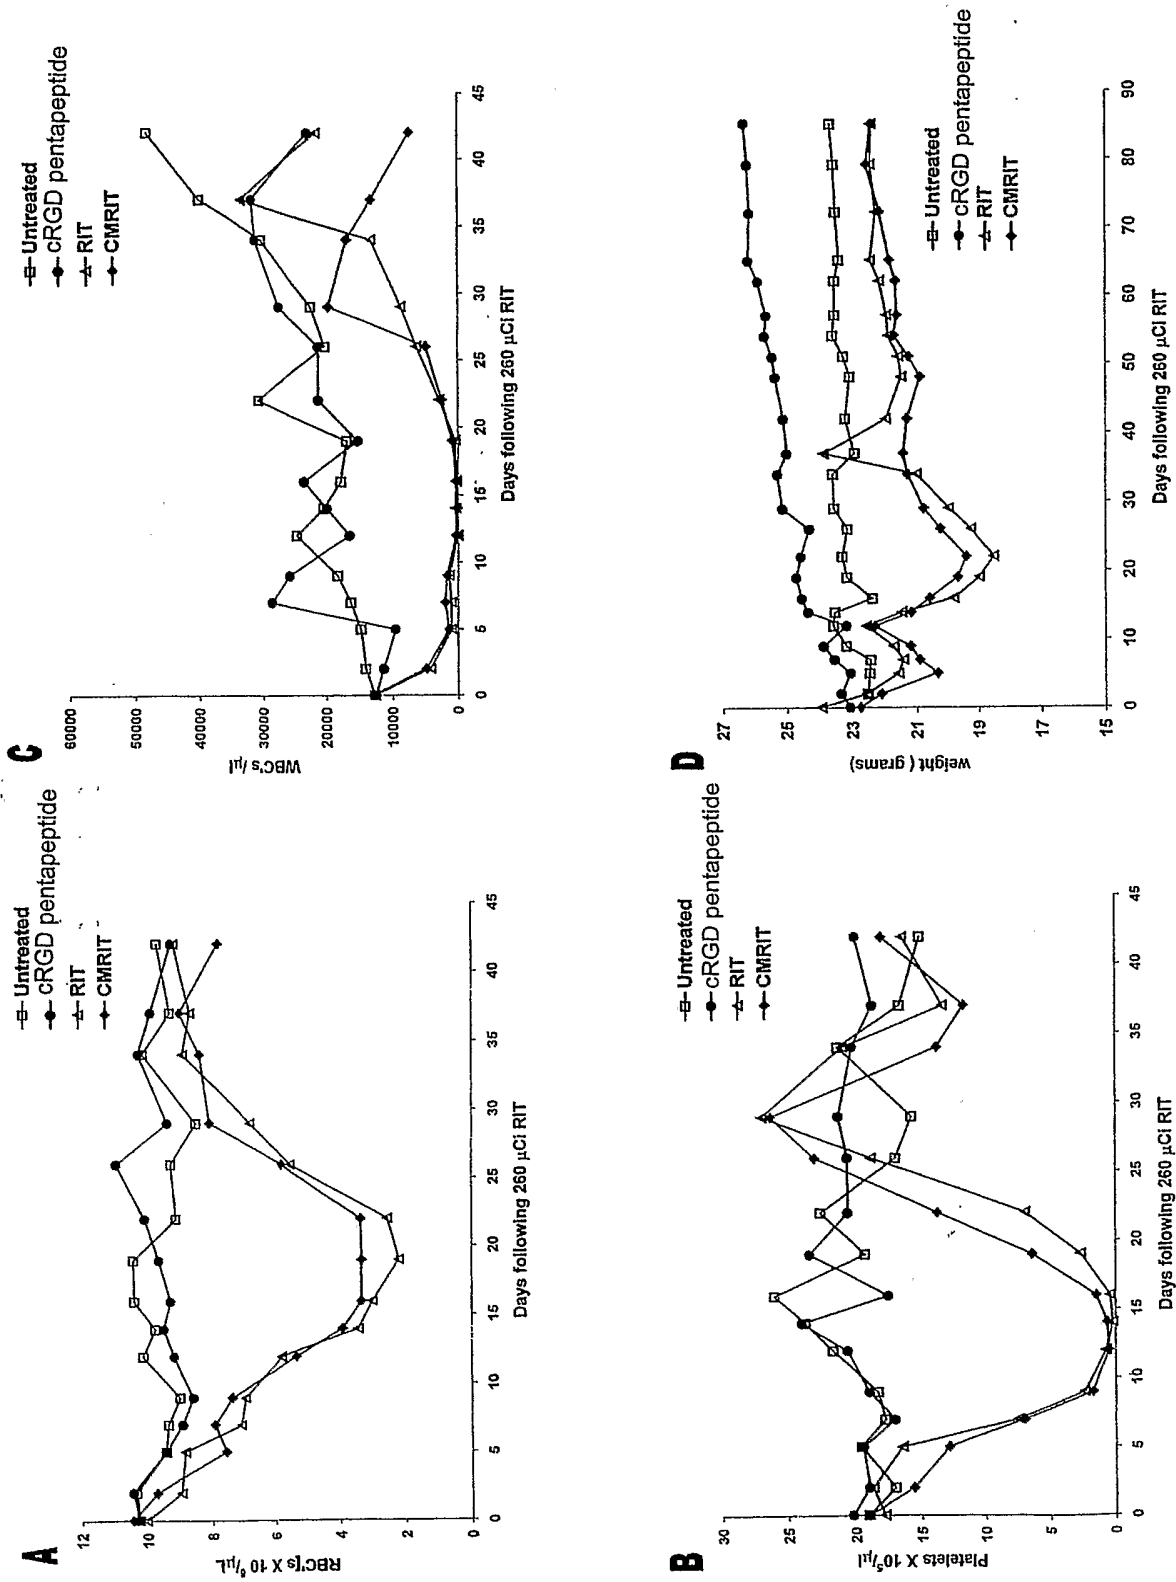 A
Untreated
cRGD pentapeptide
RIT
CMRIT
RBC'[s X 10⁶/μL
12
10
8
6
4
2
0
0
5
10
15
20
25
30
35
40
45
Days following 260 μCi RIT
B
Untreated
cRGD pentapeptide
RIT
CMRIT
Platelets X 10⁵/μl
30
25
20
15
10
5
0
0
5
10
15
20
25
30
35
40
45
Days following 260 μCi RIT
C
Untreated
cRGD pentapeptide
RIT
CMRIT
WBC's /μl
60000
50000
40000
30000
20000
10000
0
0
5
10
16
20
25
30
35
40
45
Days following 260 μCi RIT
D
Untreated
cRGD pentapeptide
RIT
CMRIT
weight ( grams)
27
25
23
21
19
17
15
0
10
20
30
40
50
60
70
80
90
Days following 260 μCi RIT